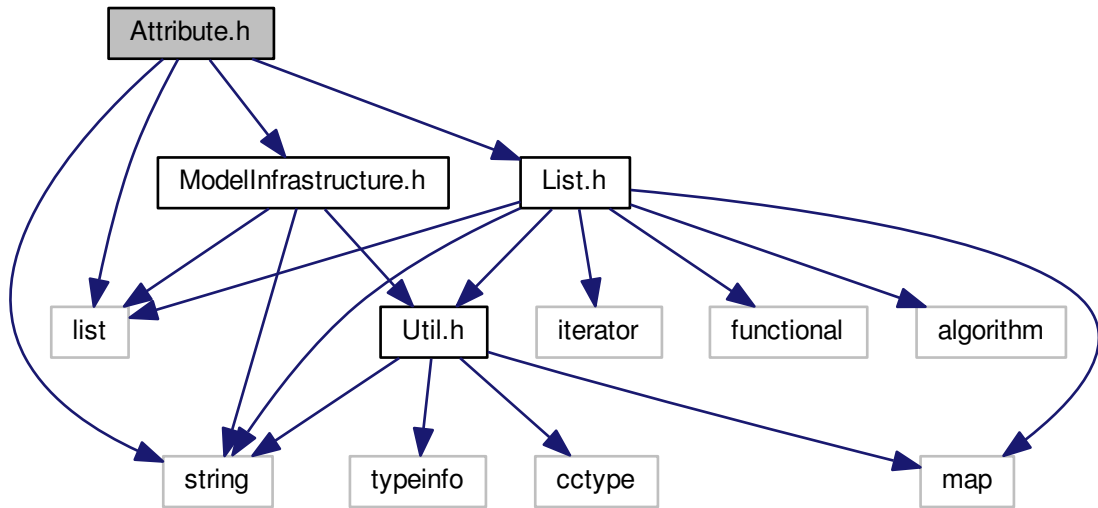 Attribute.h
ModelInfrastructure.h
List.h
list
Util.h
iterator
functional
algorithm
string
typeinfo
cctype
map